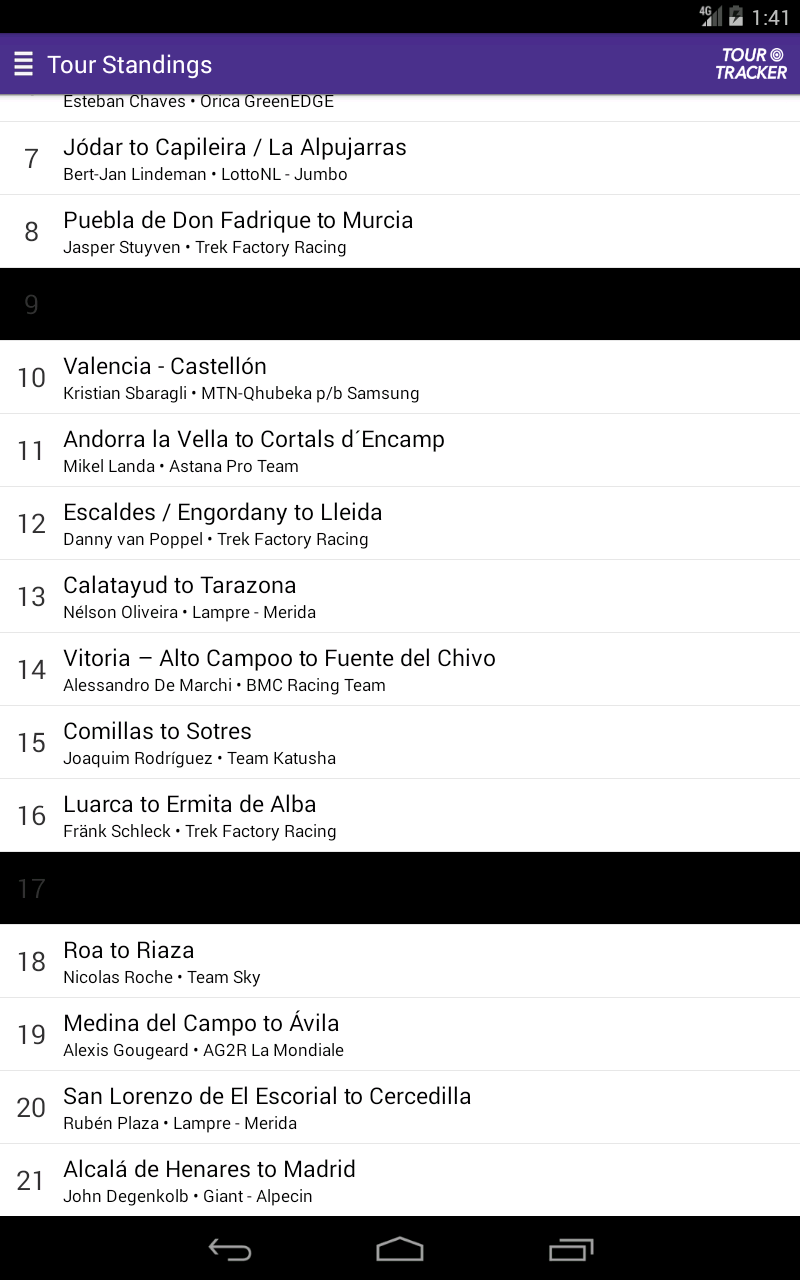 4G 1:41
Tour Standings
TOUR
TRACKER
Esteban Chaves • Orica GreenEDGE
7
Jódar to Capileira / La Alpujarras
Bert-Jan Lindeman • LottoNL - Jumbo
8
Puebla de Don Fadrique to Murcia
Jasper Stuyven • Trek Factory Racing
9
10
Valencia - Castellón
Kristian Sbaragli • MTN-Qhubeka p/b Samsung
11
Andorra la Vella to Cortals d´Encamp
Mikel Landa • Astana Pro Team
12
Escaldes / Engordany to Lleida
Danny van Poppel • Trek Factory Racing
13
Calatayud to Tarazona
Nélson Oliveira • Lampre - Merida
14
Vitoria – Alto Campoo to Fuente del Chivo
Alessandro De Marchi • BMC Racing Team
15
Comillas to Sotres
Joaquim Rodríguez • Team Katusha
16
Luarca to Ermita de Alba
Fränk Schleck • Trek Factory Racing
17
18
Roa to Riaza
Nicolas Roche • Team Sky
19
Medina del Campo to Ávila
Alexis Gougeard • AG2R La Mondiale
20
San Lorenzo de El Escorial to Cercedilla
Rubén Plaza • Lampre - Merida
21
Alcalá de Henares to Madrid
John Degenkolb • Giant - Alpecin